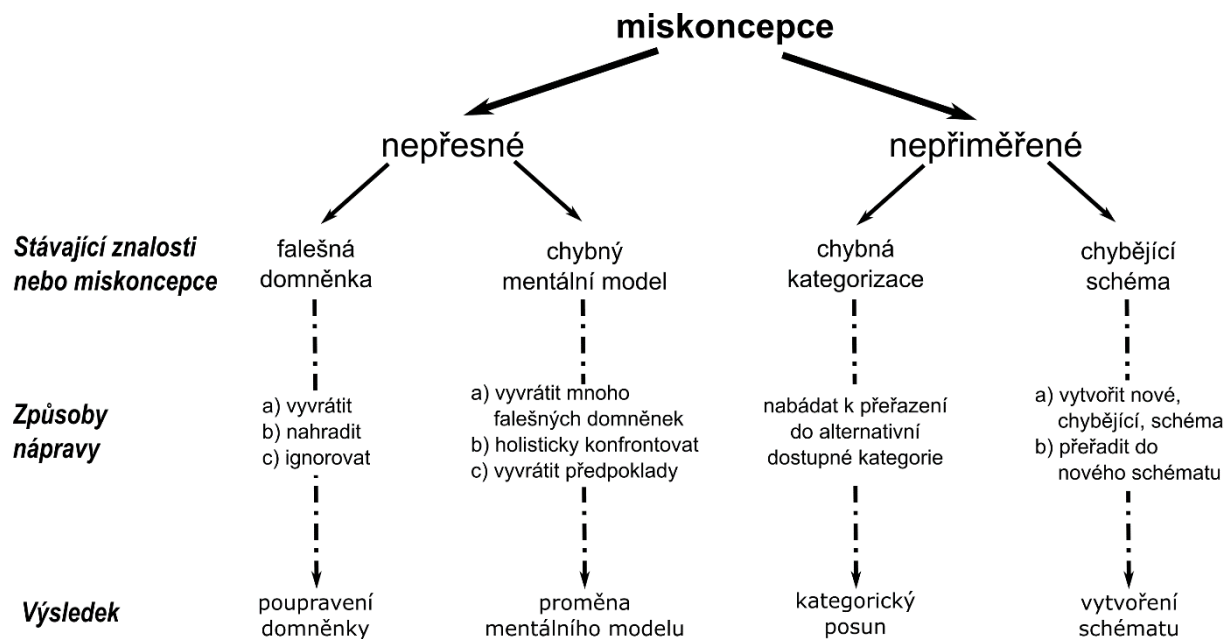 miskoncepce
nepřesné
nepřiměřené
Stávající znalosti
nebo miskoncepce
falešná
domněnka
chybný
mentální model
chybná
kategorizace
chybějící
schéma
Způsoby
nápravy
a) vyvrátit
b) nahradit
c) ignorovat
a) vyvrátit mnoho
falešných domněnek
b) holisticky konfrontovat
c) vyvrátit předpoklady
nabádat k přeřazení
do alternativní
dostupné kategorie
a) vytvořit nové,
chybějící, schéma
b) přeřadit do
nového schématu
Výsledek
poupravení
domněnky
proměna
mentálního modelu
kategorický
posun
vytvoření
schématu